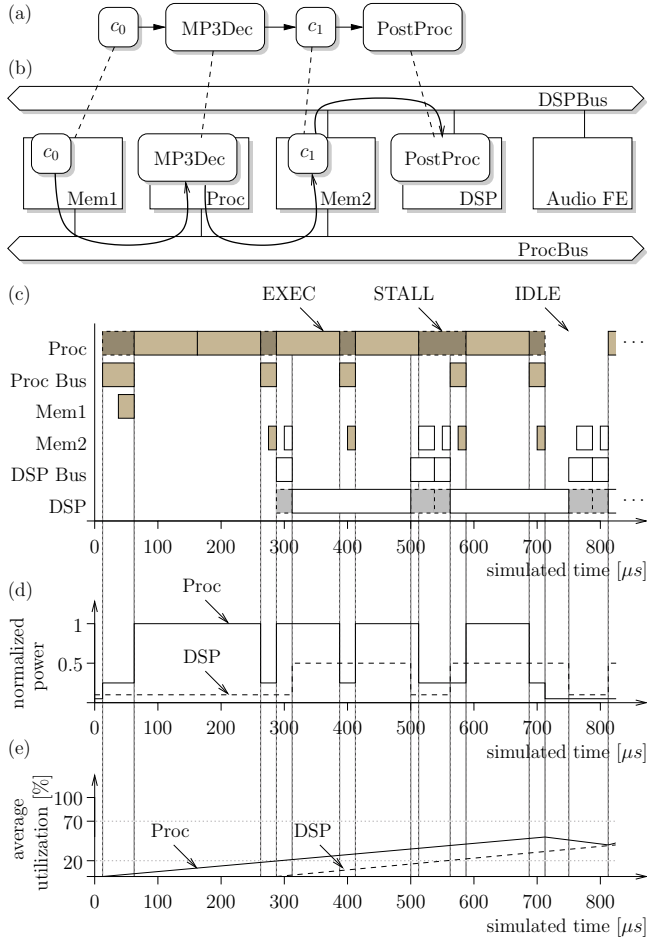 (a)
c0 MP3Dec c1 PostProc
(b)
DSPBus
c0 MP3Dec c1 PostProc
Mem1 Proc Mem2 DSP Audio FE
ProcBus
(c)
EXEC STALL IDLE
Proc ···
Proc Bus
Mem1
Mem2
DSP Bus
DSP ···
0 100 200 300 400 500 600 700 800
simulated time [μs]
(d)
Proc
normalized
power
1
DSP
0.5
0 100 200 300 400 500 600 700 800
simulated time [μs]
(e)
average
utilization [%]
100
70
Proc DSP
20
0 100 200 300 400 500 600 700 800
simulated time [μs]